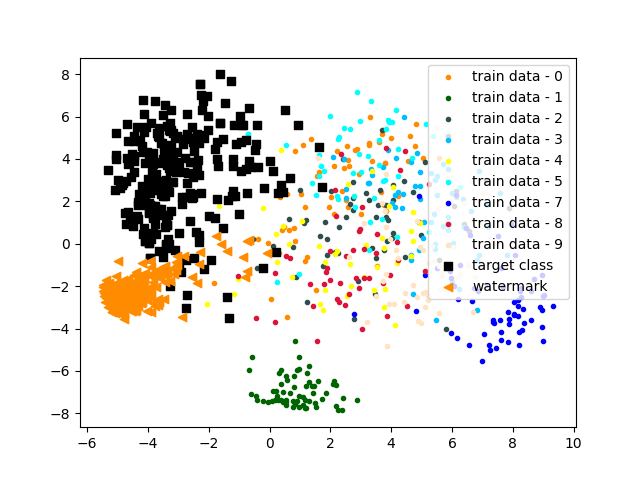 8
6
4
2
0
−2
−4
−6
−8
−6 −4 −2 0 2 4 6 8 10
train data - 0
train data - 1
train data - 2
train data - 3
train data - 4
train data - 5
train data - 7
train data - 8
train data - 9
target class
watermark